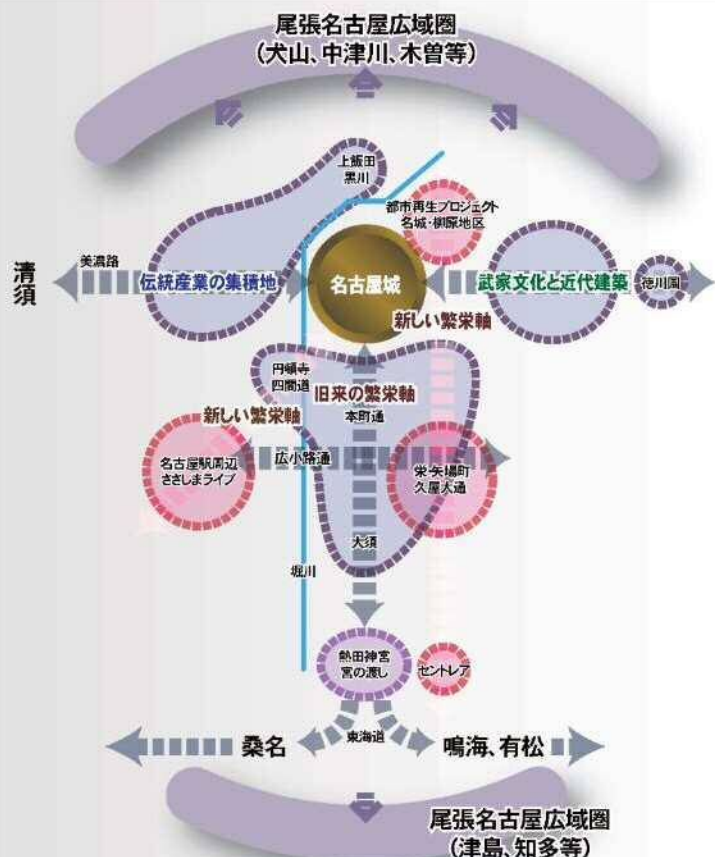 尾張名古屋広域圏
(犬山、中津川、木曽等)
上飯田
黒川
都市再生プロジェクト
名城・柳原地区
清須
美濃路
伝統産業の集積地
名古屋城
武家文化と近代建築
徳川園
新しい繁栄軸
円頓寺
四間道
旧来の繁栄軸
本町通
新しい繁栄軸
名古屋駅周辺
ささしまライブ
広小路通
栄・矢場町
久屋大通
大須
堀川
熱田神宮
宮の渡し
セントレア
桑名
東海道
鳴海、有松
尾張名古屋広域圏
(津島、知多等)